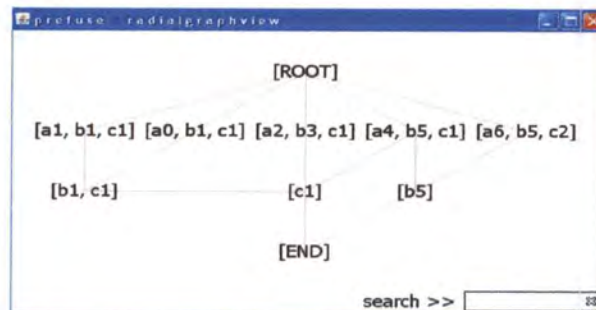 prefuse radialgraphview
[ROOT]
[a1, b1, c1] [a0, b1, c1] [a2, b3, c1] [a4, b5, c1] [a6, b5, c2]
[b1, c1] [c1] [b5]
[END]
search >>